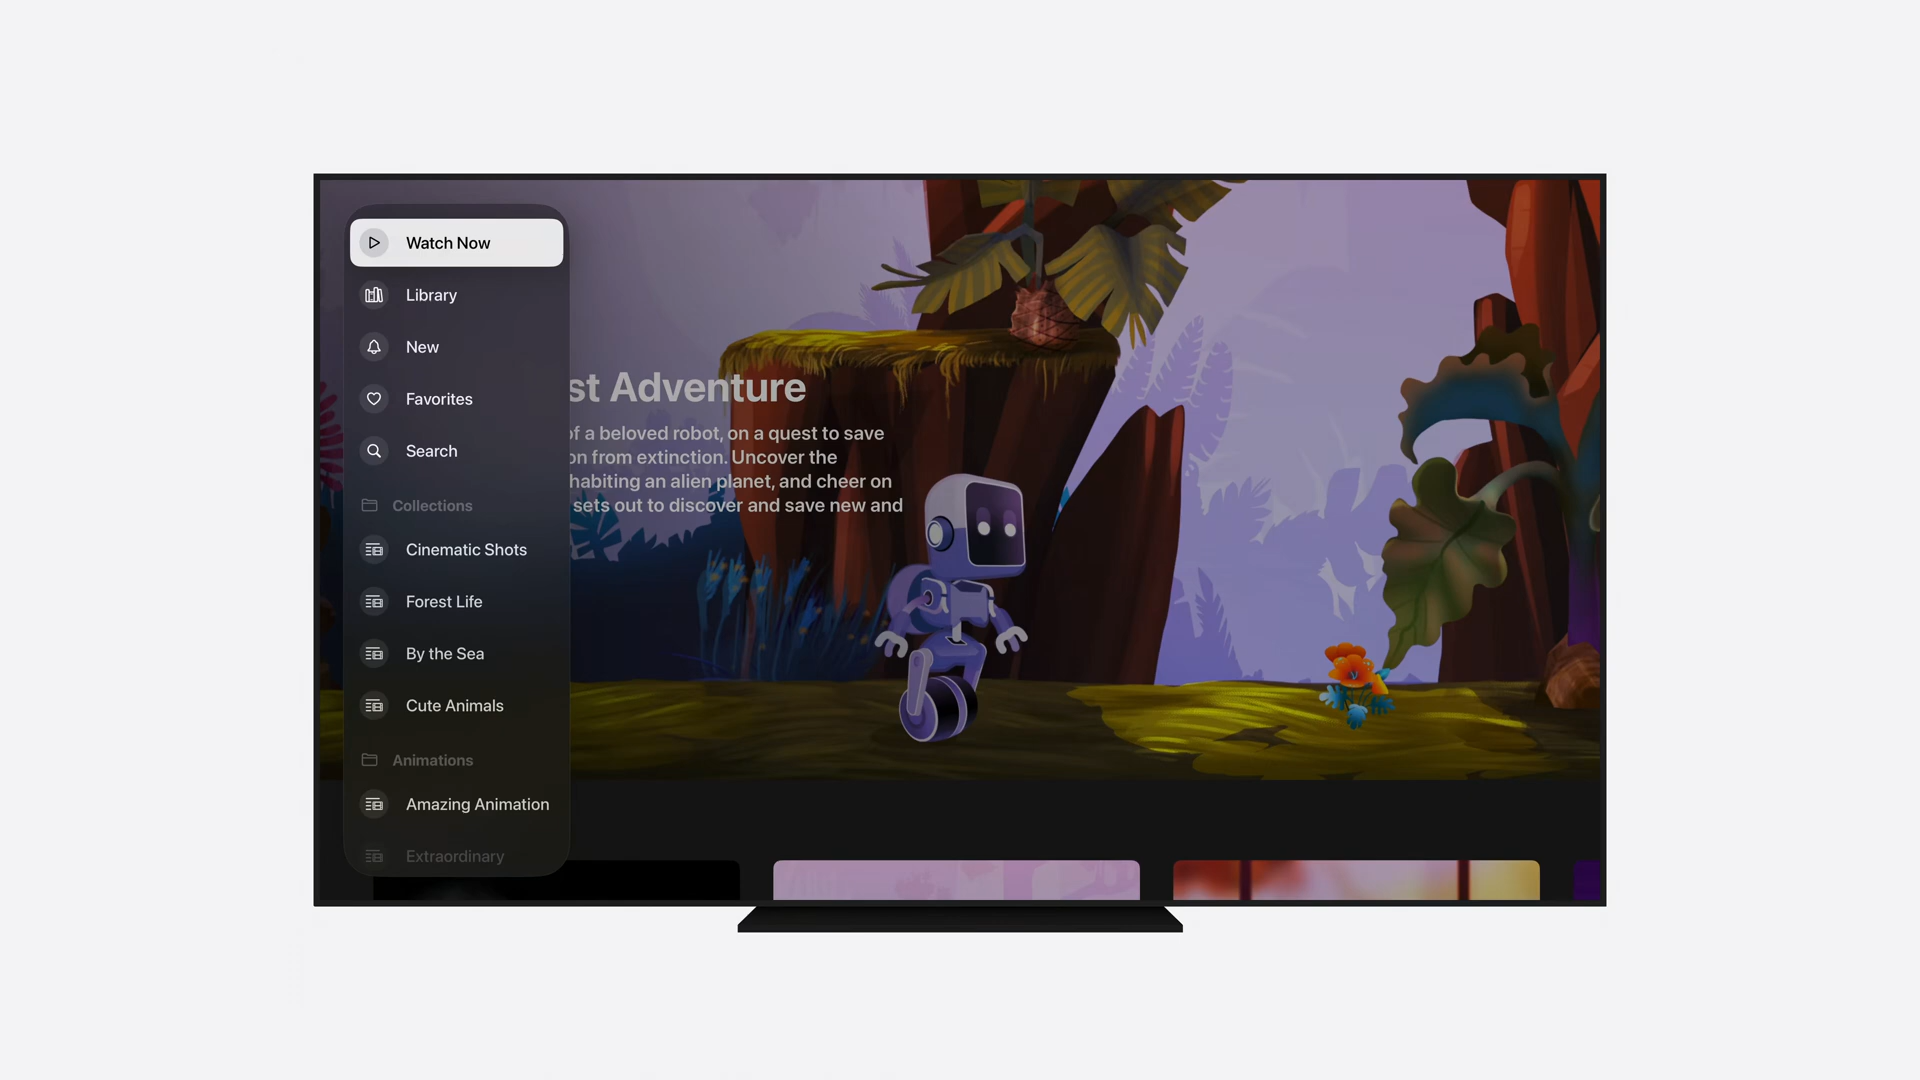 Watch Now
Library
New
Favorites
Search
Collections
Cinematic Shots
Forest Life
By the Sea
Cute Animals
Animations
Amazing Animation
Extraordinary
st Adventure
of a beloved robot, on a quest to save
on from extinction. Uncover the
habiting an alien planet, and cheer on
sets out to discover and save new and